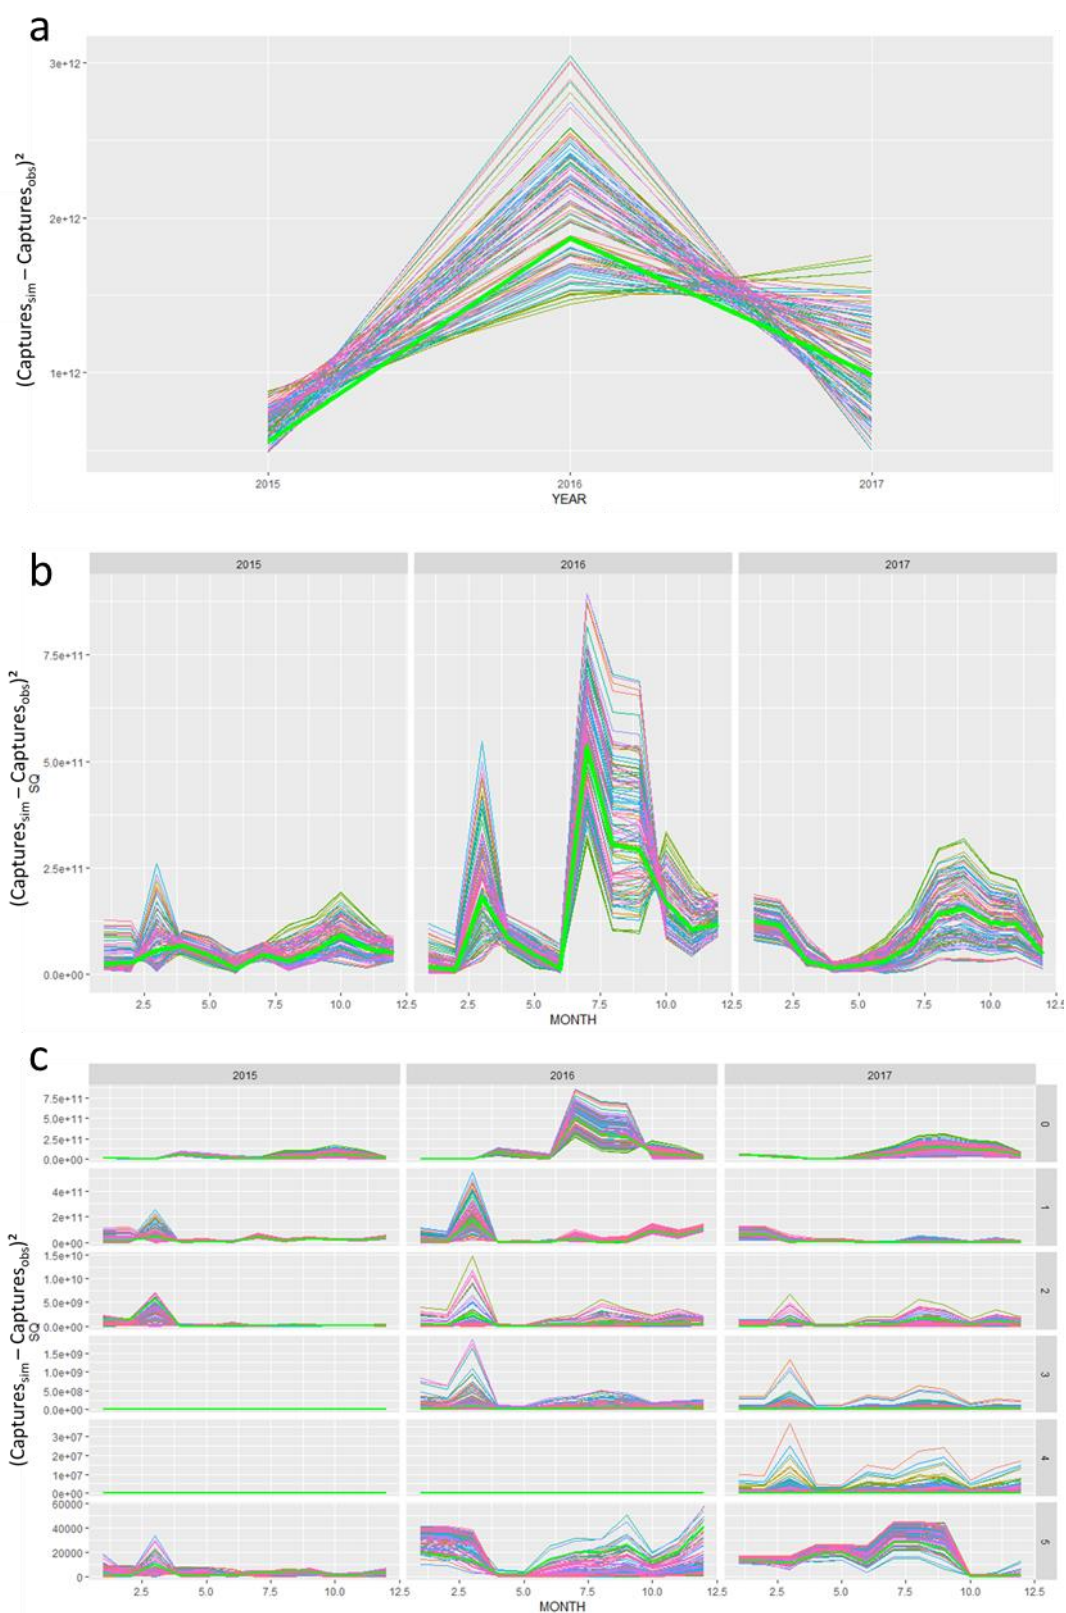 a
(Captures_sim – Captures_obs)²
3e+12
2e+12
1e+12
2015 2016 2017
YEAR
b
2015 2016 2017
(Captures_sim – Captures_obs)²
SQ
7.5e+11
5.0e+11
2.5e+11
0.0e+00
2.5 5.0 7.5 10.0 12.5 2.5 5.0 7.5 10.0 12.5 2.5 5.0 7.5 10.0 12.5
MONTH
c
2015 2016 2017
(Captures_sim – Captures_obs)²
SQ
7.5e+11
5.0e+11
2.5e+11
0.0e+00
0
4e+11
2e+11
0e+00
1
1.5e+10
1.0e+10
5.0e+09
0.0e+00
2
1.5e+09
1.0e+09
5.0e+08
0.0e+00
3
3e+07
2e+07
1e+07
0e+00
4
60000
40000
20000
0
5
2.5 5.0 7.5 10.0 12.5 2.5 5.0 7.5 10.0 12.5 2.5 5.0 7.5 10.0 12.5
MONTH